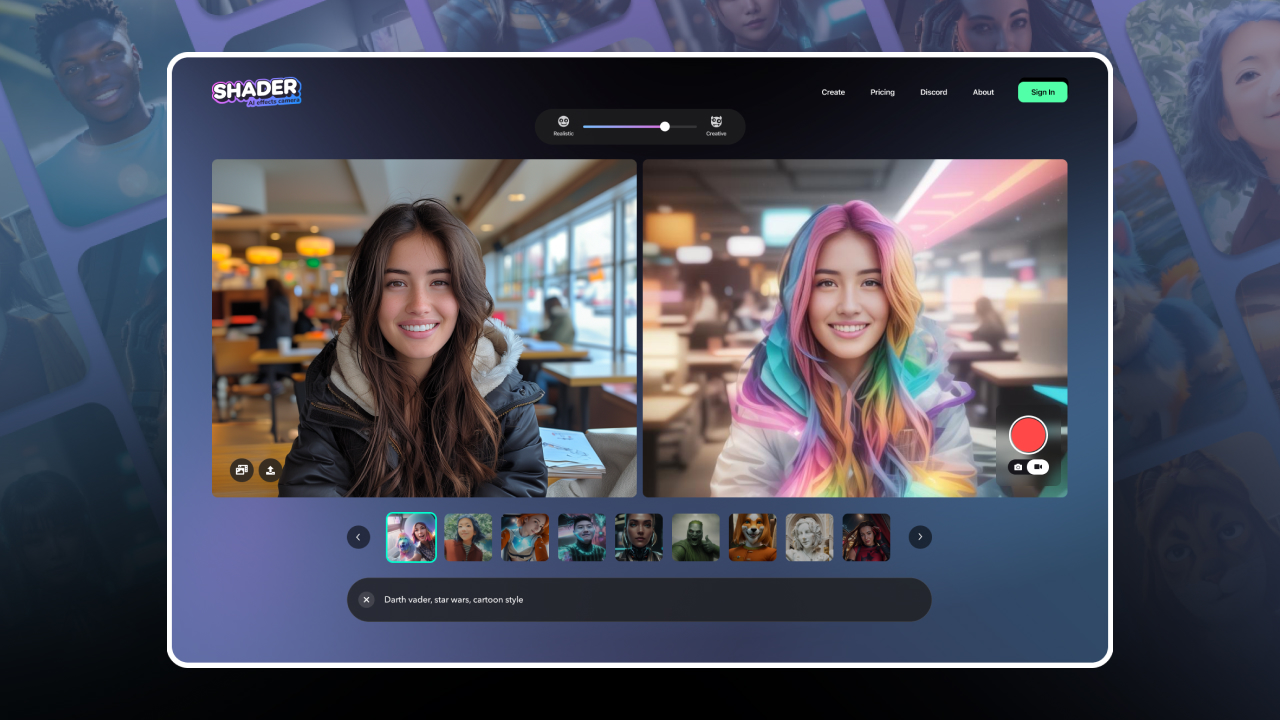 SHADER
AI effects camera
Create
Pricing
Discord
About
Sign In
Realistic
Creative
Darth vader, star wars, cartoon style